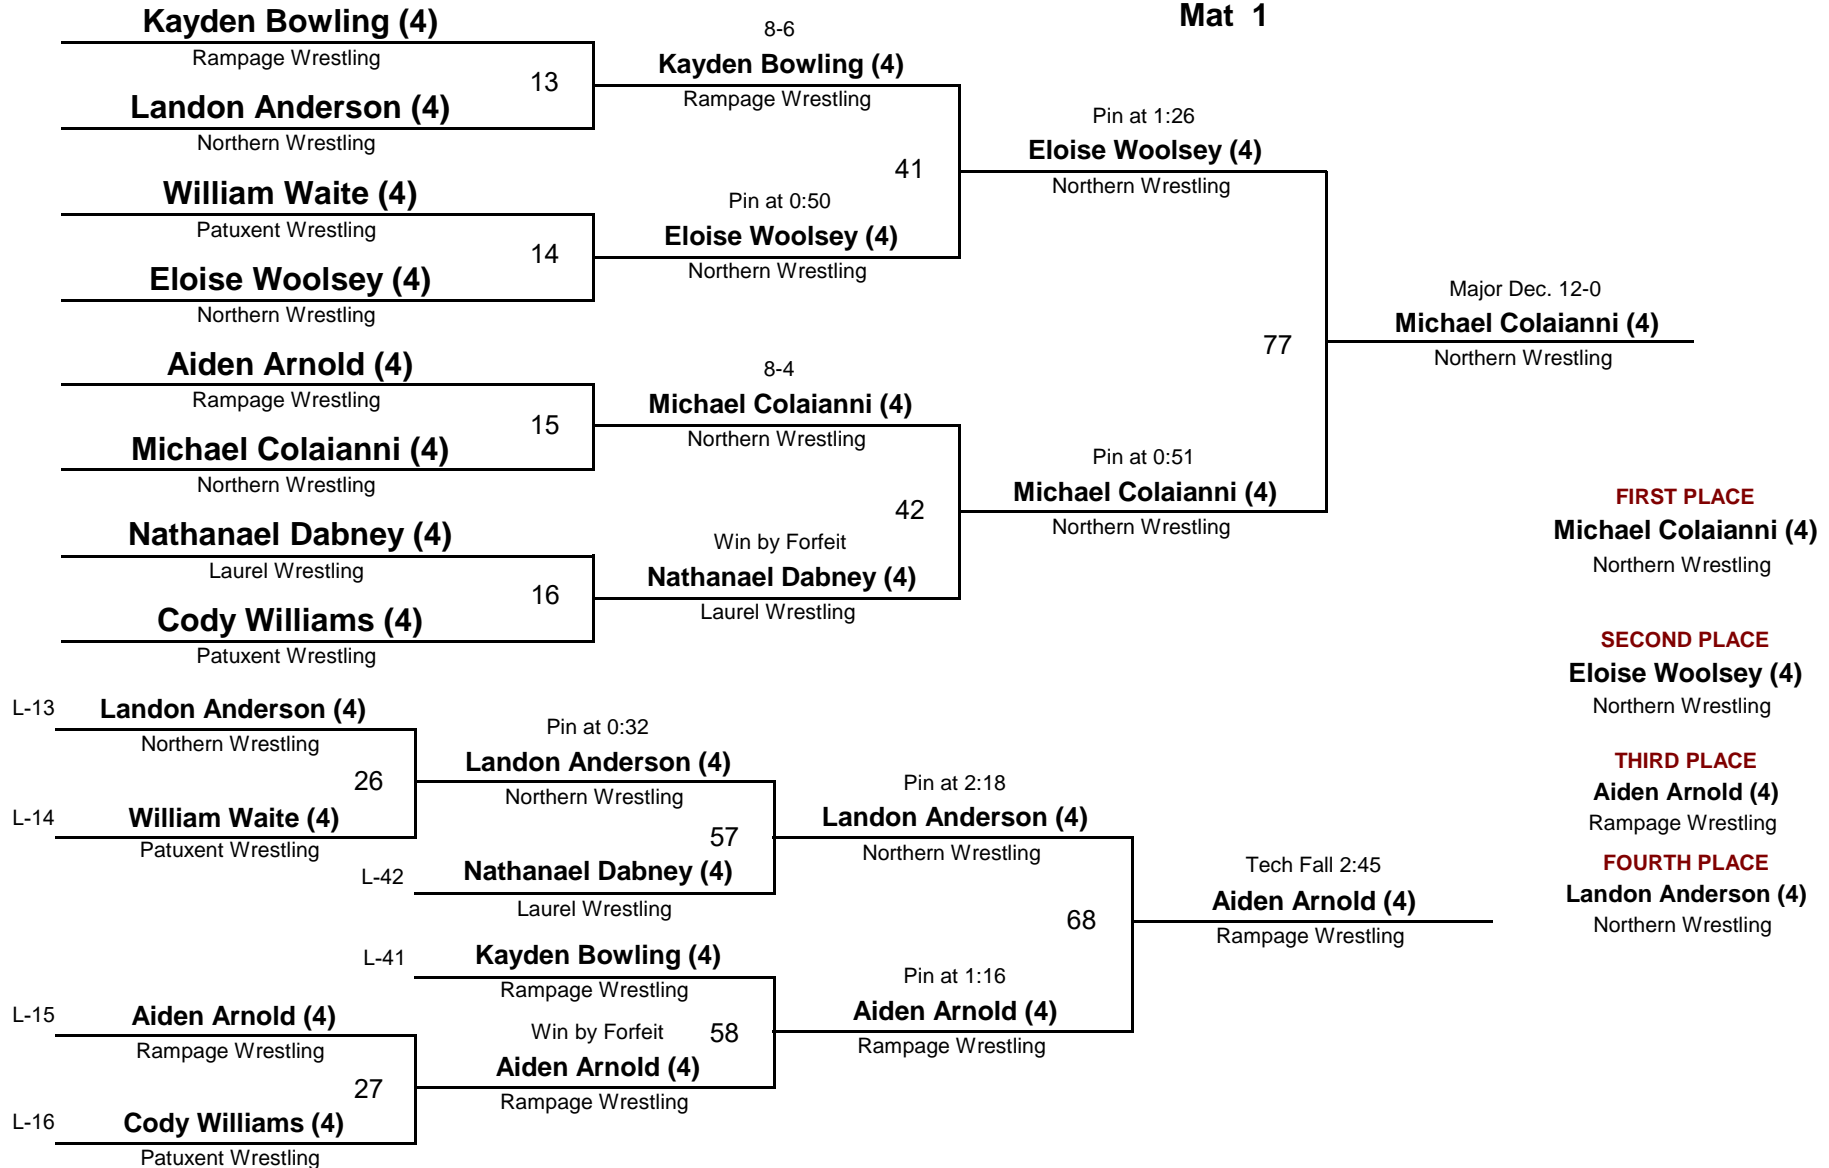 Mat 1
Kayden Bowling (4)
Rampage Wrestling
13
Landon Anderson (4)
Northern Wrestling
William Waite (4)
Patuxent Wrestling
14
Eloise Woolsey (4)
Northern Wrestling
Aiden Arnold (4)
Rampage Wrestling
15
Michael Colaianni (4)
Northern Wrestling
Nathanael Dabney (4)
Laurel Wrestling
16
Cody Williams (4)
Patuxent Wrestling
8-6
Kayden Bowling (4)
Rampage Wrestling
41
Pin at 0:50
Eloise Woolsey (4)
Northern Wrestling
8-4
Michael Colaianni (4)
Northern Wrestling
42
Win by Forfeit
Nathanael Dabney (4)
Laurel Wrestling
Pin at 1:26
Eloise Woolsey (4)
Northern Wrestling
77
Pin at 0:51
Michael Colaianni (4)
Northern Wrestling
Major Dec. 12-0
Michael Colaianni (4)
Northern Wrestling
FIRST PLACE
Michael Colaianni (4)
Northern Wrestling
SECOND PLACE
Eloise Woolsey (4)
Northern Wrestling
THIRD PLACE
Aiden Arnold (4)
Rampage Wrestling
FOURTH PLACE
Landon Anderson (4)
Northern Wrestling
L-13
Landon Anderson (4)
Northern Wrestling
26
L-14
William Waite (4)
Patuxent Wrestling
Pin at 0:32
Landon Anderson (4)
Northern Wrestling
57
L-42
Nathanael Dabney (4)
Laurel Wrestling
L-41
Kayden Bowling (4)
Rampage Wrestling
58
Win by Forfeit
Aiden Arnold (4)
Rampage Wrestling
L-15
Aiden Arnold (4)
Rampage Wrestling
27
L-16
Cody Williams (4)
Patuxent Wrestling
Pin at 2:18
Landon Anderson (4)
Northern Wrestling
68
Pin at 1:16
Aiden Arnold (4)
Rampage Wrestling
Tech Fall 2:45
Aiden Arnold (4)
Rampage Wrestling